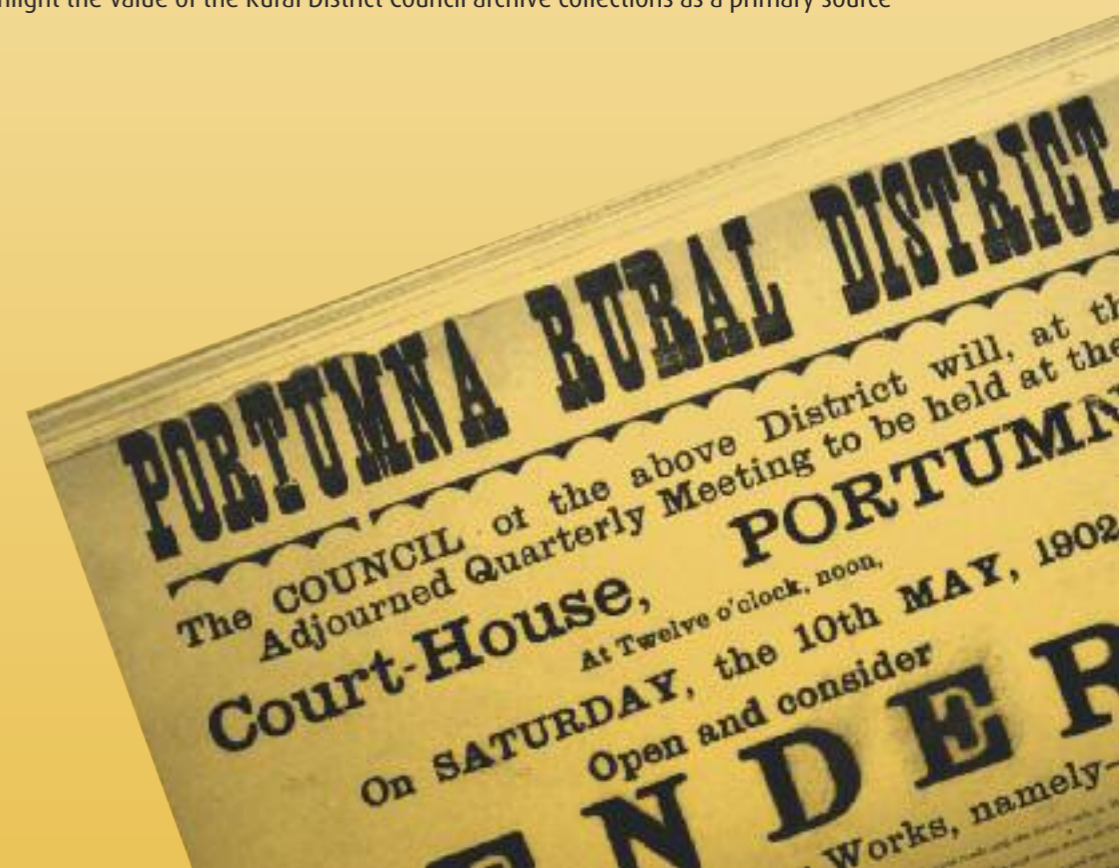 the value of the Rural District Council archive collections as a primary source
PORTUMNA RURAL DISTRICT
The COUNCIL of the above District will, at
Adjourned Quarterly Meeting to be held at the
Court-House, PORTUMN
At Twelve o'clock, noon,
On SATURDAY, the 10th MAY, 1902
Open and consider
ENDER
Works, namely—